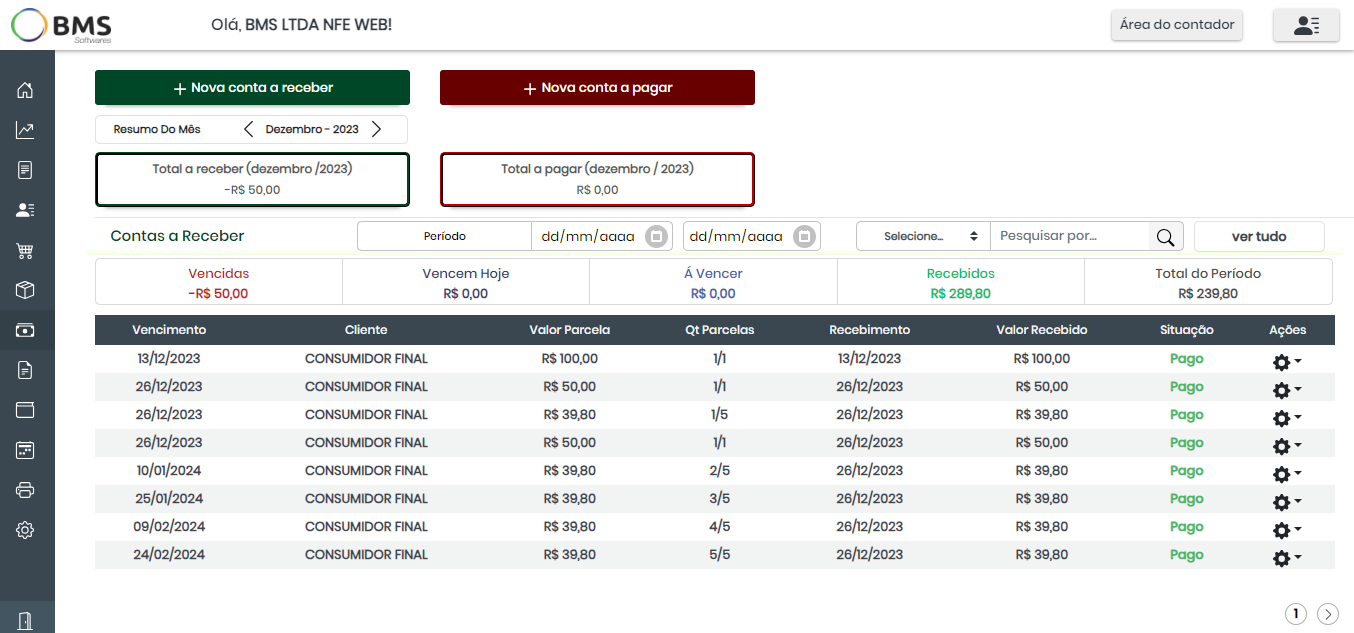 BMS
Softwares
Olá, BMS LTDA NFE WEB!
Área do contador
+ Nova conta a receber
+ Nova conta a pagar
Resumo Do Mês
Dezembro - 2023
Total a receber (dezembro /2023)
-R$ 50,00
Total a pagar (dezembro / 2023)
R$ 0,00
Contas a Receber
Período
dd/mm/aaaa
dd/mm/aaaa
Selecione...
Pesquisar por...
ver tudo
Vencidas
-R$ 50,00
Vencem Hoje
R$ 0,00
Á Vencer
R$ 0,00
Recebidos
R$ 289,80
Total do Período
R$ 239,80
Vencimento Cliente Valor Parcela Qt Parcelas Recebimento Valor Recebido Situação Ações
13/12/2023 CONSUMIDOR FINAL R$ 100,00 1/1 13/12/2023 R$ 100,00 Pago
26/12/2023 CONSUMIDOR FINAL R$ 50,00 1/1 26/12/2023 R$ 50,00 Pago
26/12/2023 CONSUMIDOR FINAL R$ 39,80 1/5 26/12/2023 R$ 39,80 Pago
26/12/2023 CONSUMIDOR FINAL R$ 50,00 1/1 26/12/2023 R$ 50,00 Pago
10/01/2024 CONSUMIDOR FINAL R$ 39,80 2/5 26/12/2023 R$ 39,80 Pago
25/01/2024 CONSUMIDOR FINAL R$ 39,80 3/5 26/12/2023 R$ 39,80 Pago
09/02/2024 CONSUMIDOR FINAL R$ 39,80 4/5 26/12/2023 R$ 39,80 Pago
24/02/2024 CONSUMIDOR FINAL R$ 39,80 5/5 26/12/2023 R$ 39,80 Pago
1